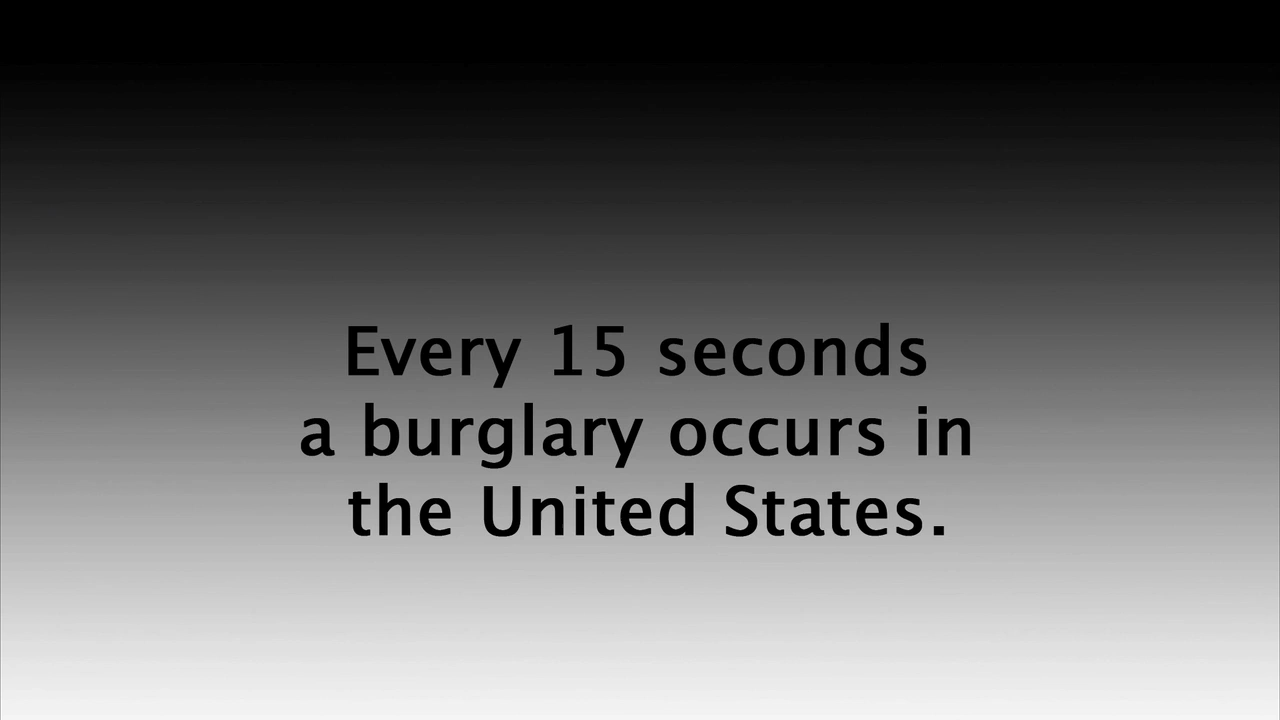 Every 15 seconds
a burglary occurs in
the United States.